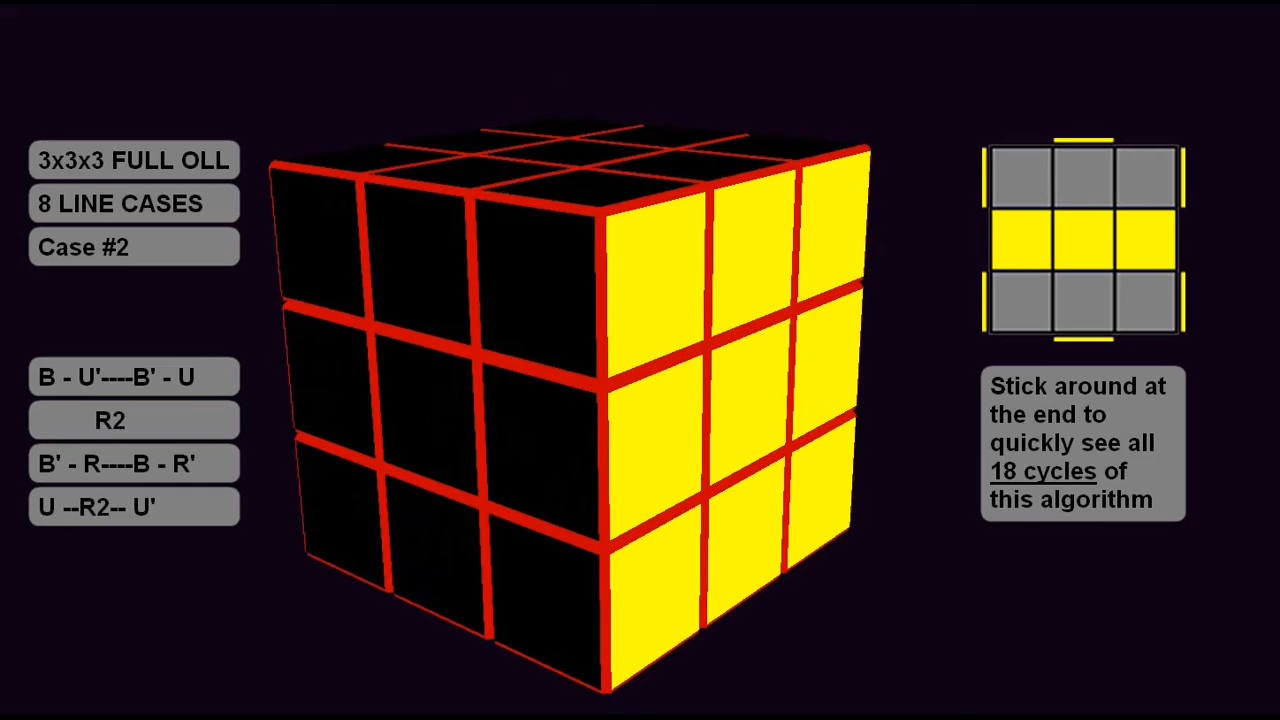 3x3x3 FULL OLL
8 LINE CASES
Case #2
B - U'----B' - U
R2
B' - R----B - R'
U --R2-- U'
Stick around at
the end to
quickly see all
18 cycles of
this algorithm